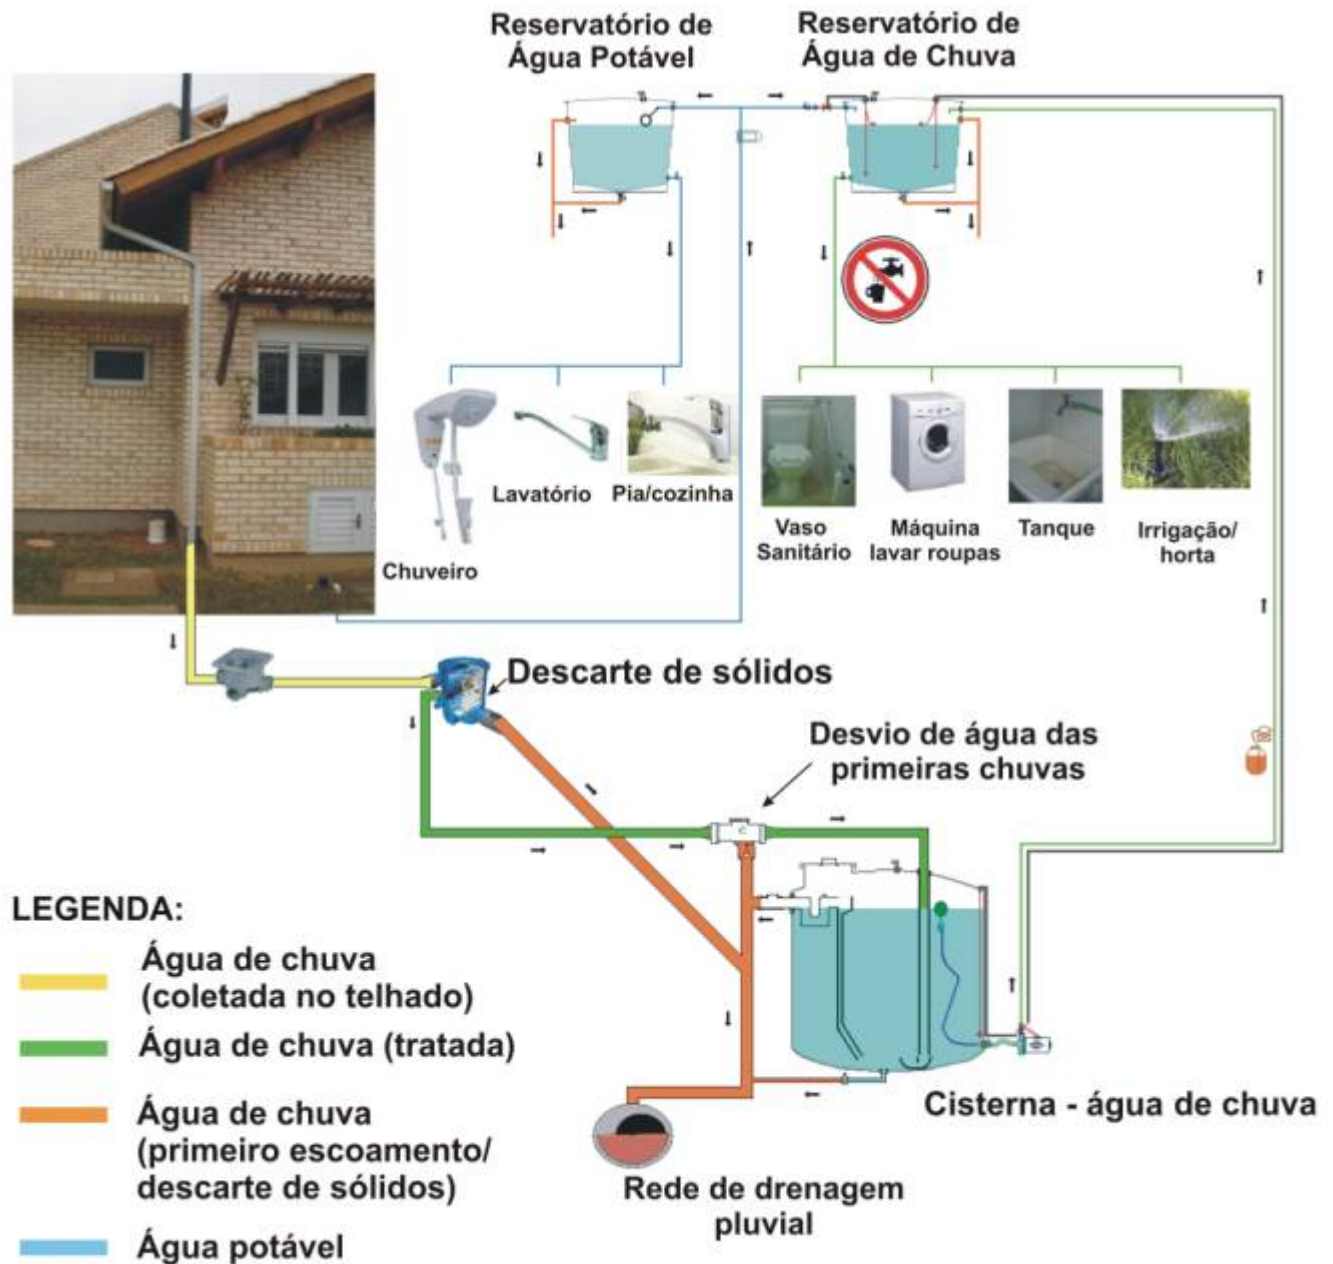 Reservatório de
Água Potável
Reservatório de
Água de Chuva
Chuveiro
Lavatório
Pia/cozinha
Vaso
Sanitário
Máquina
lavar roupas
Tanque
Irrigação/
horta
Descarte de sólidos
Desvio de água das
primeiras chuvas
Cisterna - água de chuva
Rede de drenagem
pluvial
LEGENDA:
Água de chuva
(coletada no telhado)
Água de chuva (tratada)
Água de chuva
(primeiro escoamento/
descarte de sólidos)
Água potável